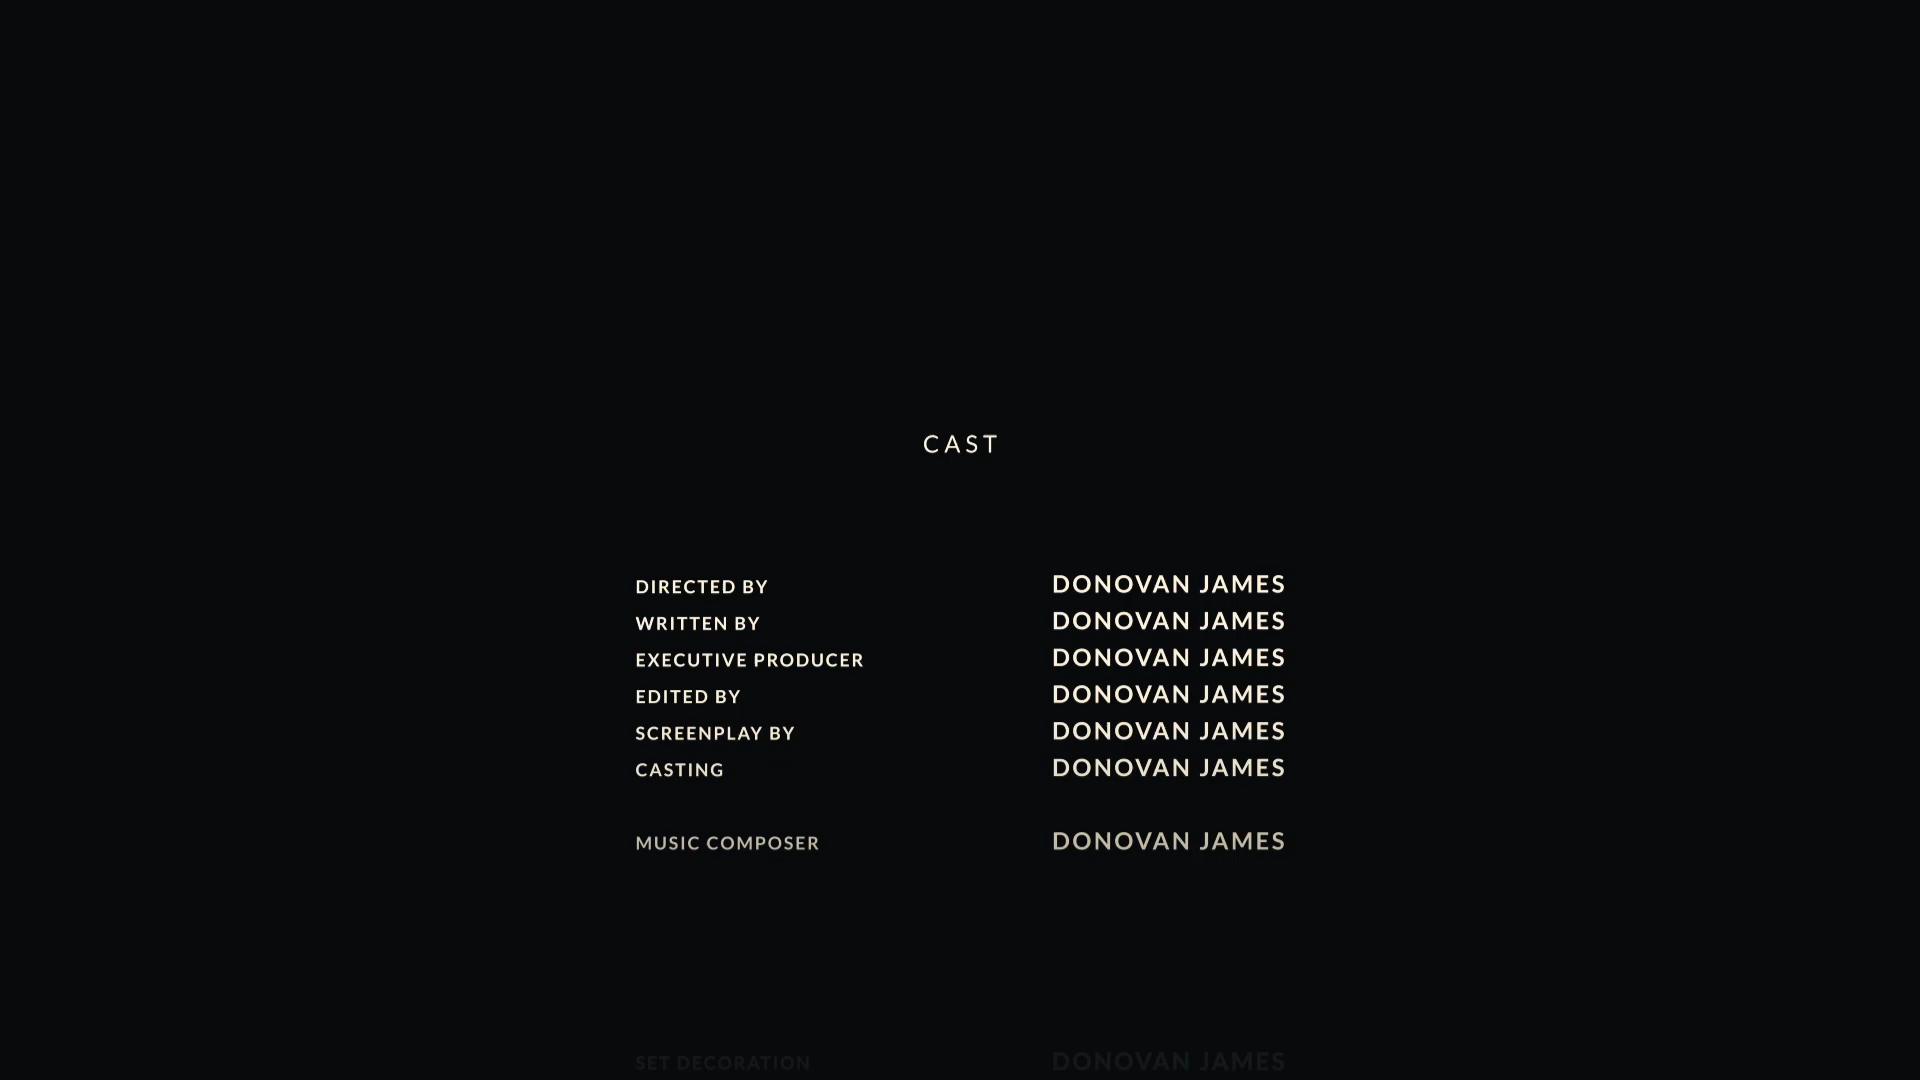 CAST
DIRECTED BY DONOVAN JAMES
WRITTEN BY DONOVAN JAMES
EXECUTIVE PRODUCER DONOVAN JAMES
EDITED BY DONOVAN JAMES
SCREENPLAY BY DONOVAN JAMES
CASTING DONOVAN JAMES
MUSIC COMPOSER DONOVAN JAMES
SET DECORATION DONOVAN JAMES